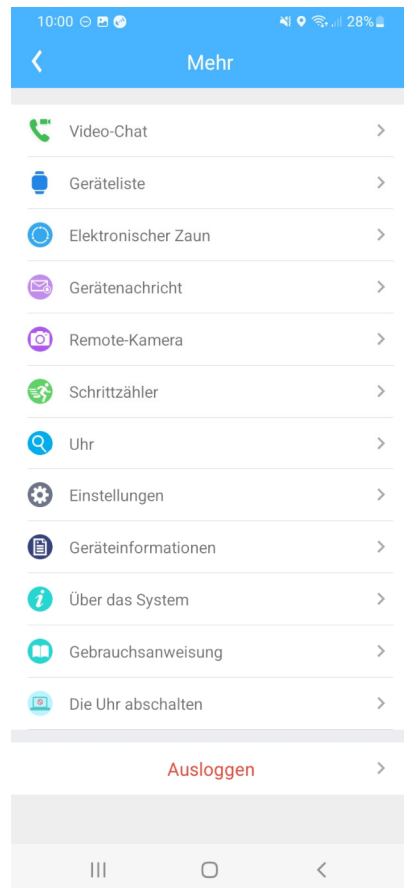 10:00 28%
Mehr
Video-Chat
Geräteliste
Elektronischer Zaun
Gerätenachricht
Remote-Kamera
Schrittzähler
Uhr
Einstellungen
Geräteinformationen
Über das System
Gebrauchsanweisung
Die Uhr abschalten
Ausloggen